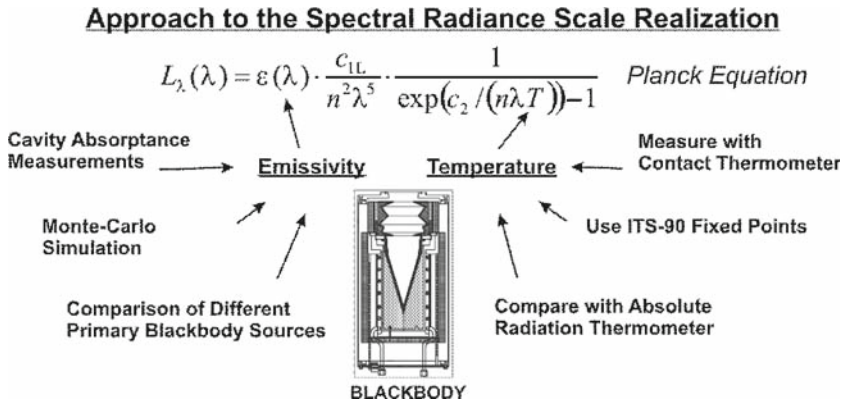 Approach to the Spectral Radiance Scale Realization
L_λ(λ) = ε(λ) · c_1L / n²λ⁵ · 1 / exp(c₂ /(nλT))−1 Planck Equation
Cavity Absorptance
Measurements
Emissivity
Temperature
Measure with
Contact Thermometer
Monte-Carlo
Simulation
Use ITS-90 Fixed Points
Comparison of Different
Primary Blackbody Sources
Compare with Absolute
Radiation Thermometer
BLACKBODY